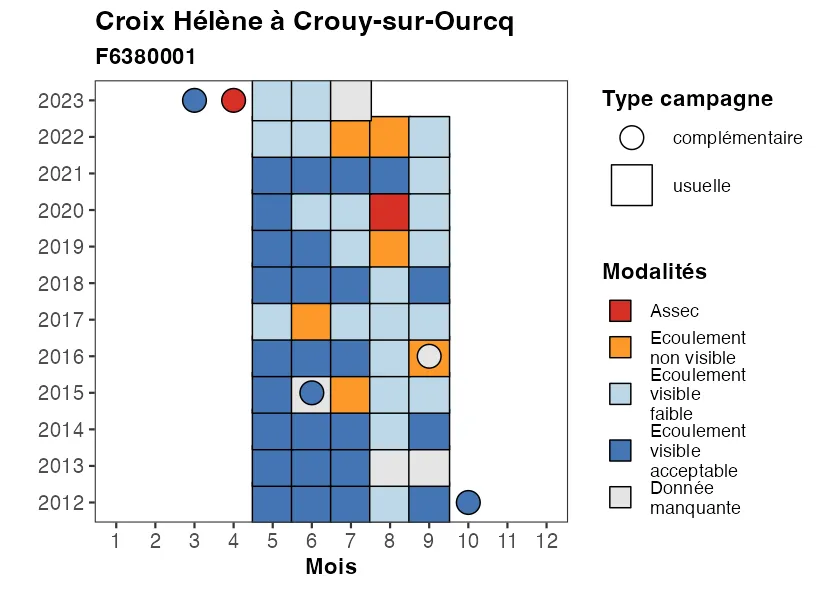 Croix Hélène à Crouy-sur-Ourcq
F6380001
2023
2022
2021
2020
2019
2018
2017
2016
2015
2014
2013
2012
1 2 3 4 5 6 7 8 9 10 11 12
Mois
Type campagne
complémentaire
usuelle
Modalités
Assec
Ecoulement
non visible
Ecoulement
visible
faible
Ecoulement
visible
acceptable
Donnée
manquante